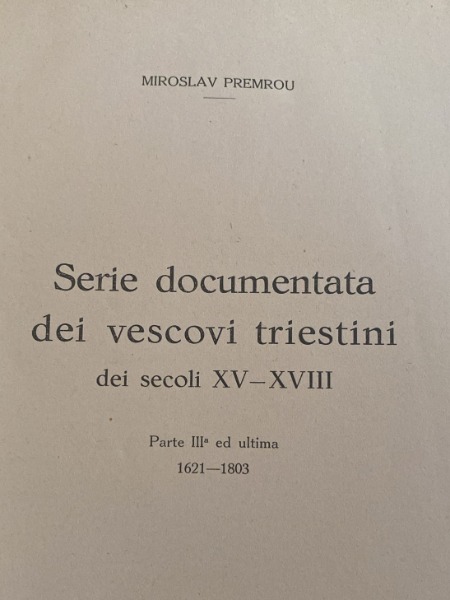 MIROSLAV PREMROU
Serie documentata
dei vescovi triestini
dei secoli XV—XVIII
Parte IIIª ed ultima
1621—1803